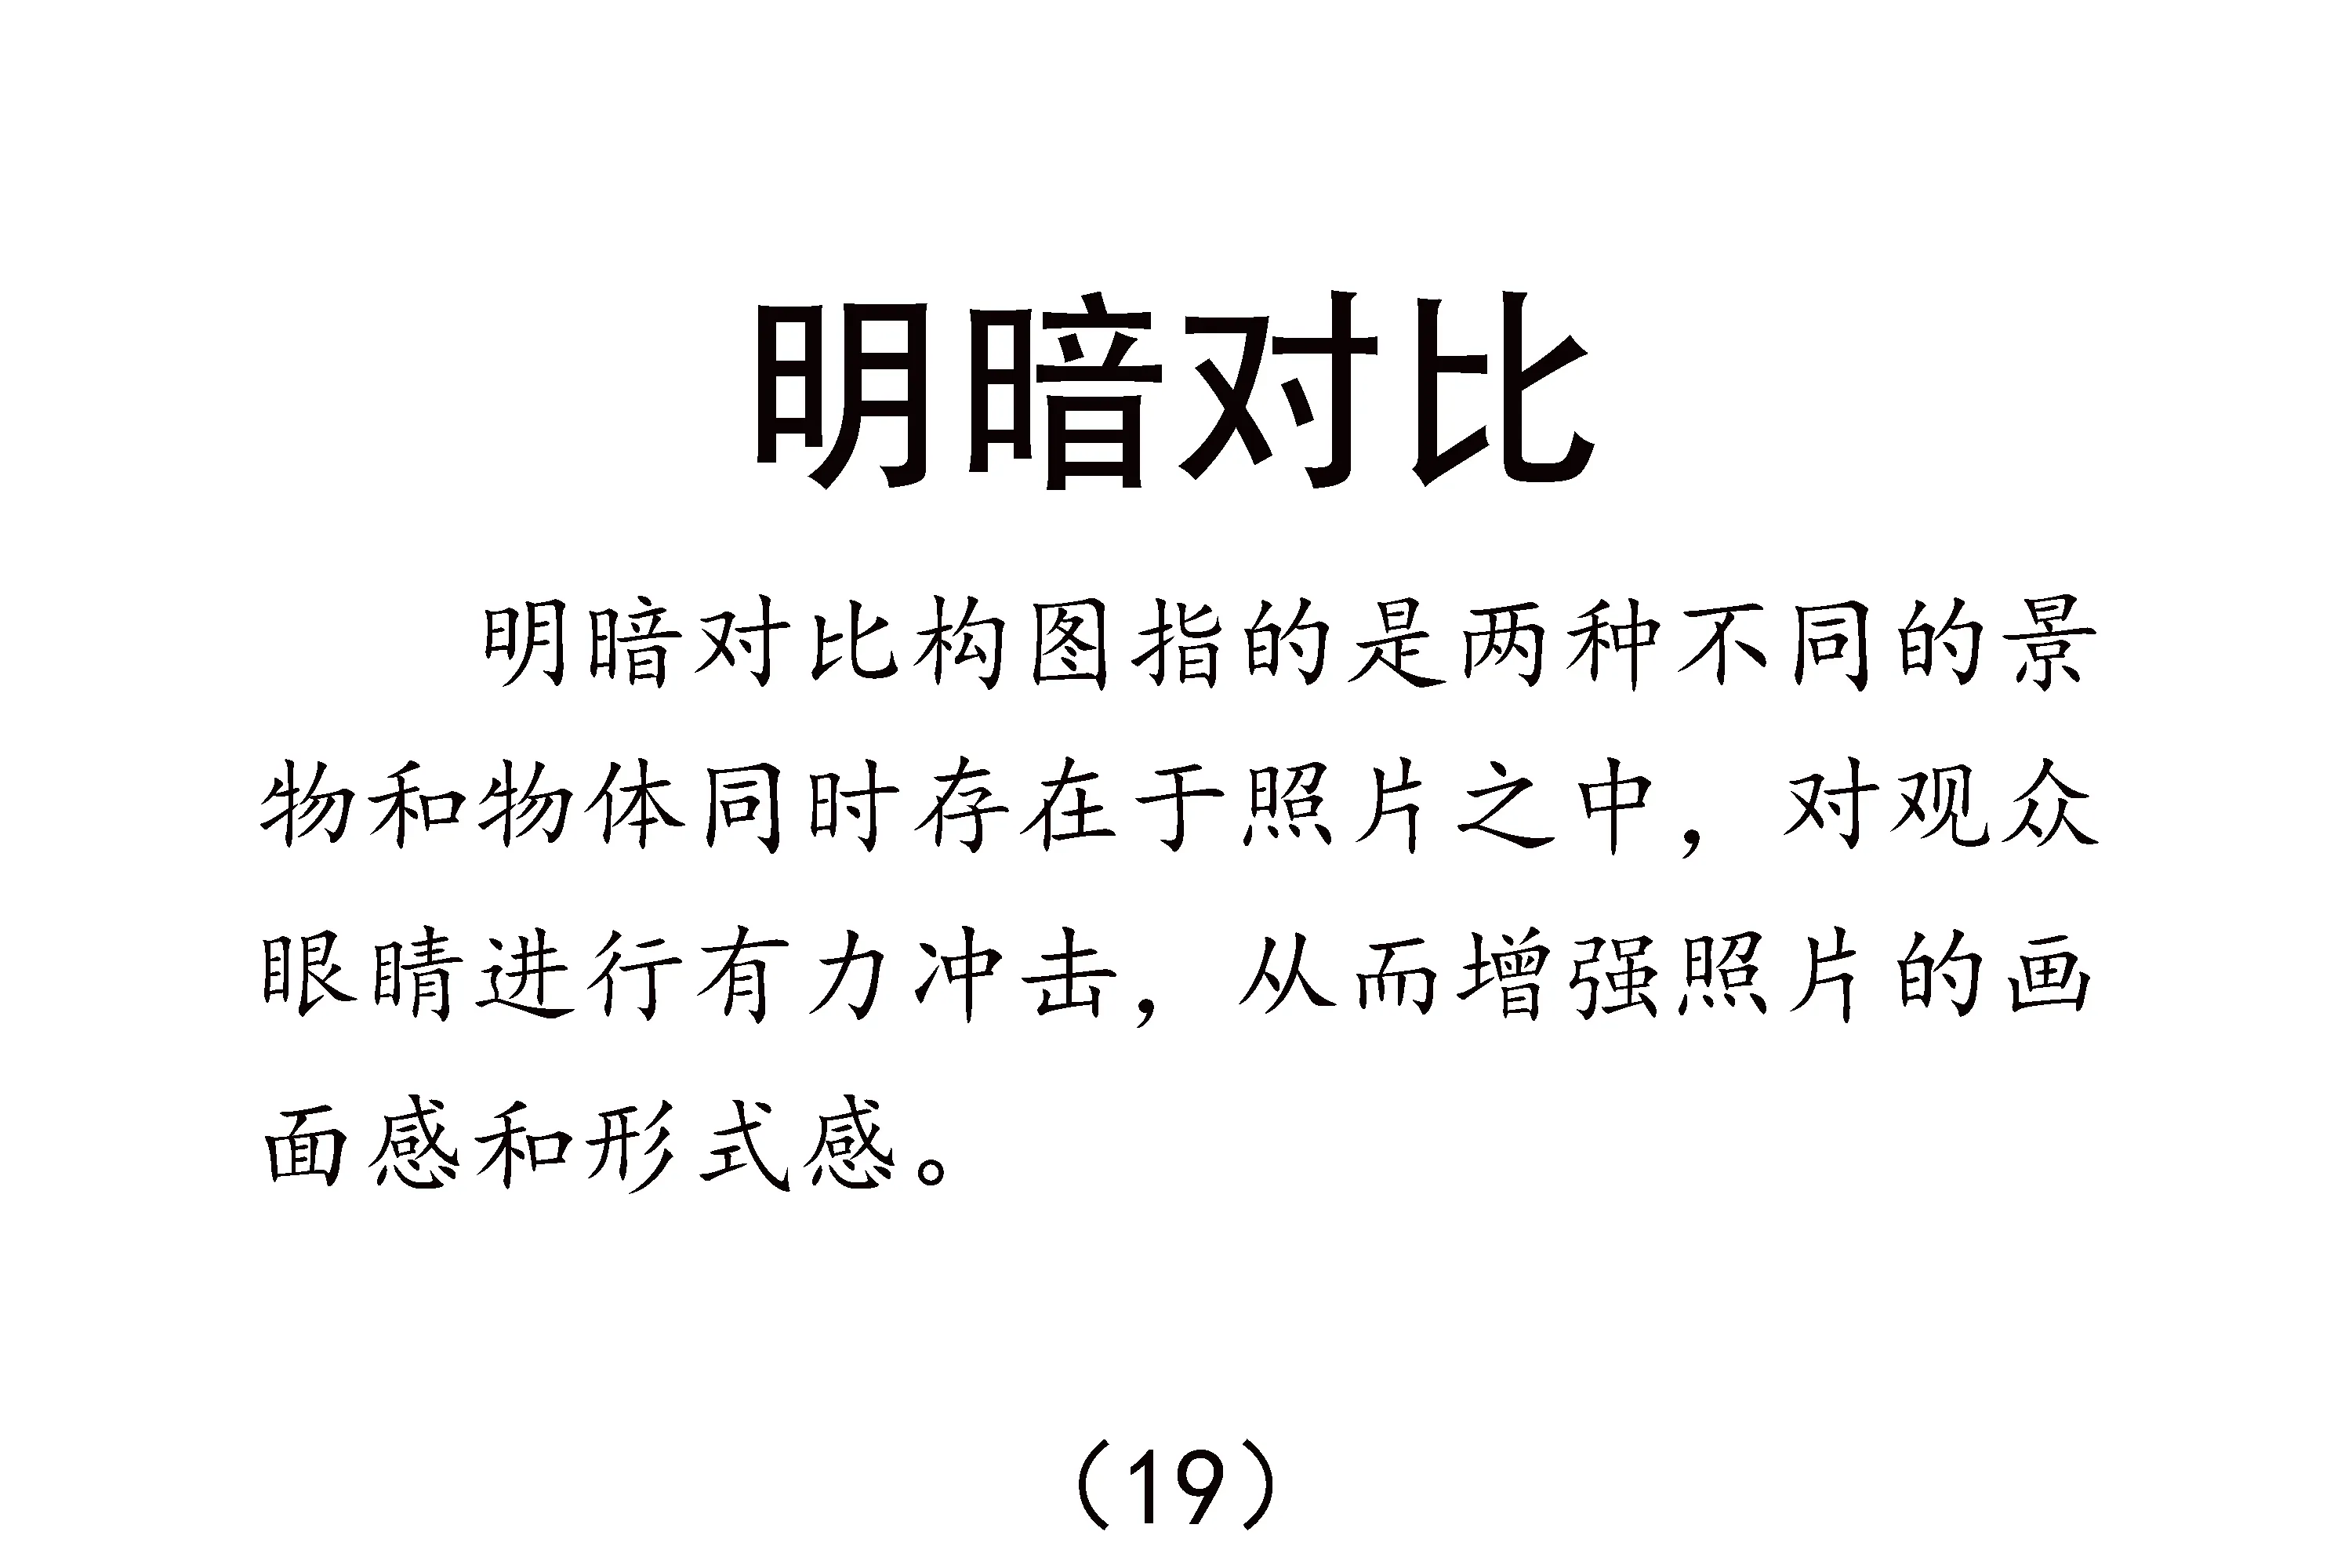 明暗对比
明暗对比构图指的是两种不同的景
物和物体同时存在于照片之中，对观众
眼睛进行有力冲击，从而增强照片的画
面感和形式感。
（19）